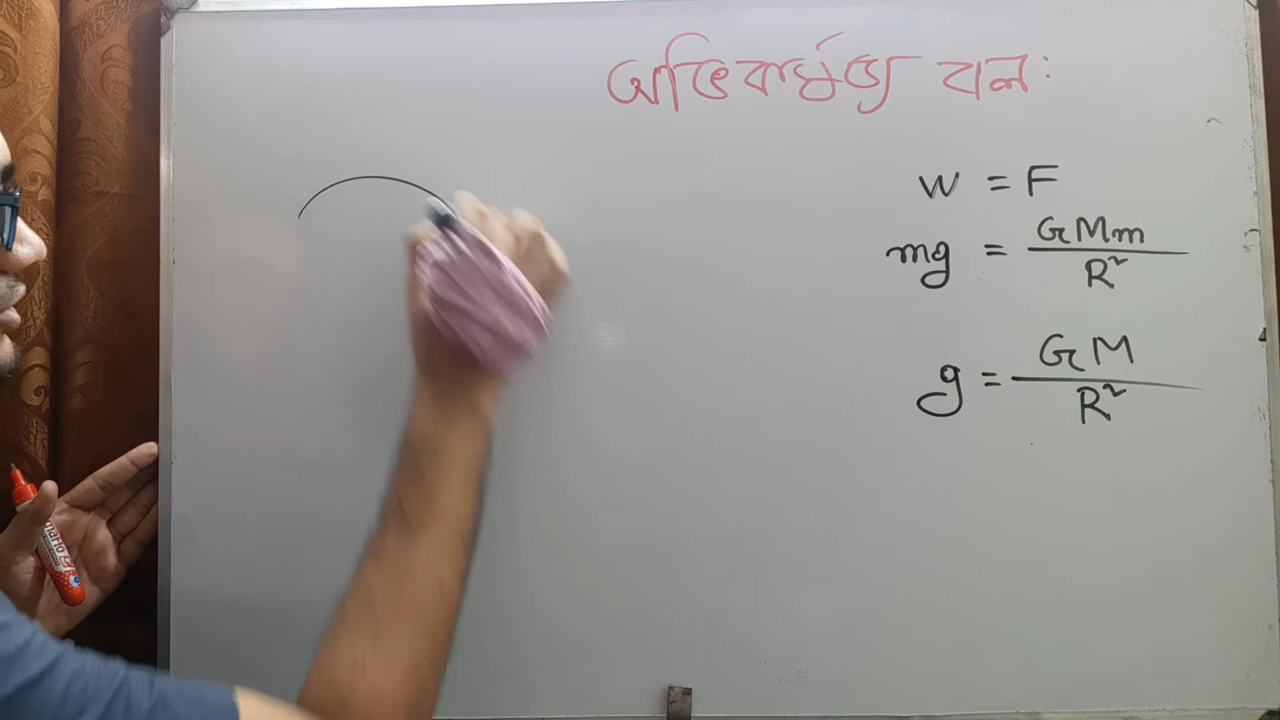 অভিকর্ষজ বল :
W = F
mg = GMm / R²
g = GM / R²